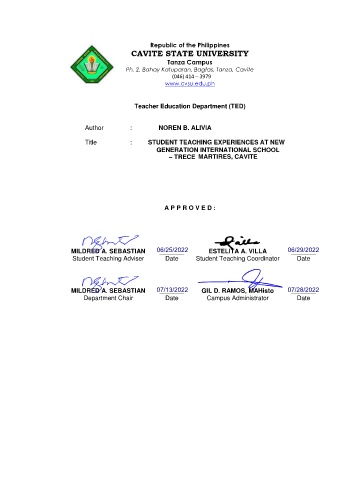 Republic of the Philippines
CAVITE STATE UNIVERSITY
Tanza Campus
Ph. 2, Bahay Katuparan, Bagtas, Tanza, Cavite
(046) 414 – 3979
www.cvsu.edu.ph
Teacher Education Department (TED)
Author : NOREN B. ALIVIA
Title : STUDENT TEACHING EXPERIENCES AT NEW
GENERATION INTERNATIONAL SCHOOL
– TRECE MARTIRES, CAVITE
A P P R O V E D :
MILDRED A. SEBASTIAN 06/25/2022 ESTELITA A. VILLA 06/29/2022
Student Teaching Adviser Date Student Teaching Coordinator Date
MILDRED A. SEBASTIAN 07/13/2022 GIL D. RAMOS, MAHisto 07/28/2022
Department Chair Date Campus Administrator Date